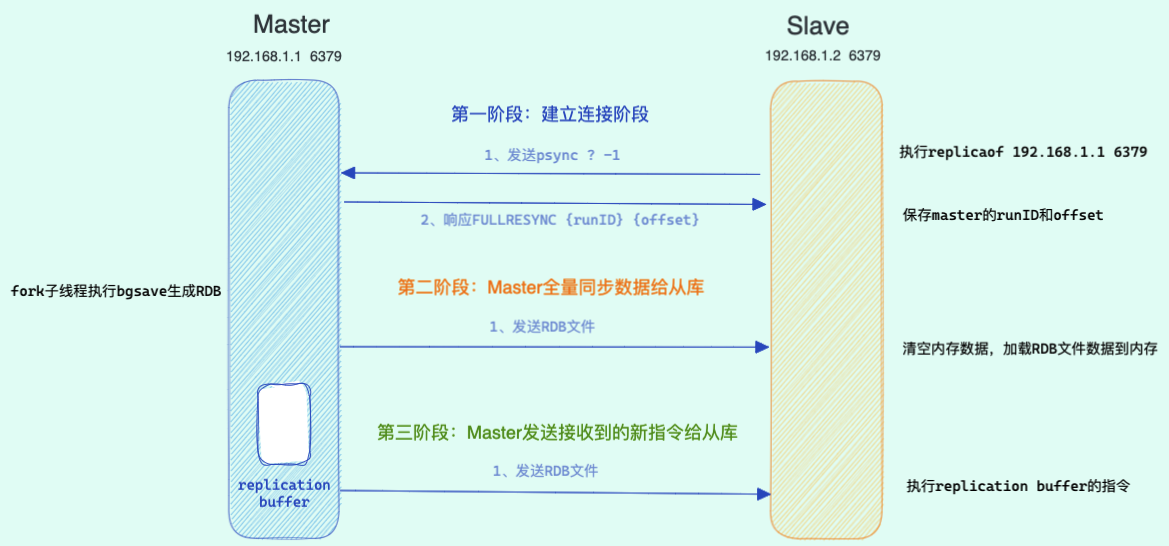 Master
Slave
192.168.1.1 6379
192.168.1.2 6379
第一阶段：建立连接阶段
1、发送psync ? -1
执行replicaof 192.168.1.1 6379
2、响应FULLRESYNC {runID} {offset}
保存master的runID和offset
fork子线程执行bgsave生成RDB
第二阶段：Master全量同步数据给从库
1、发送RDB文件
清空内存数据，加载RDB文件数据到内存
第三阶段：Master发送接收到的新指令给从库
1、发送RDB文件
replication
buffer
执行replication buffer的指令